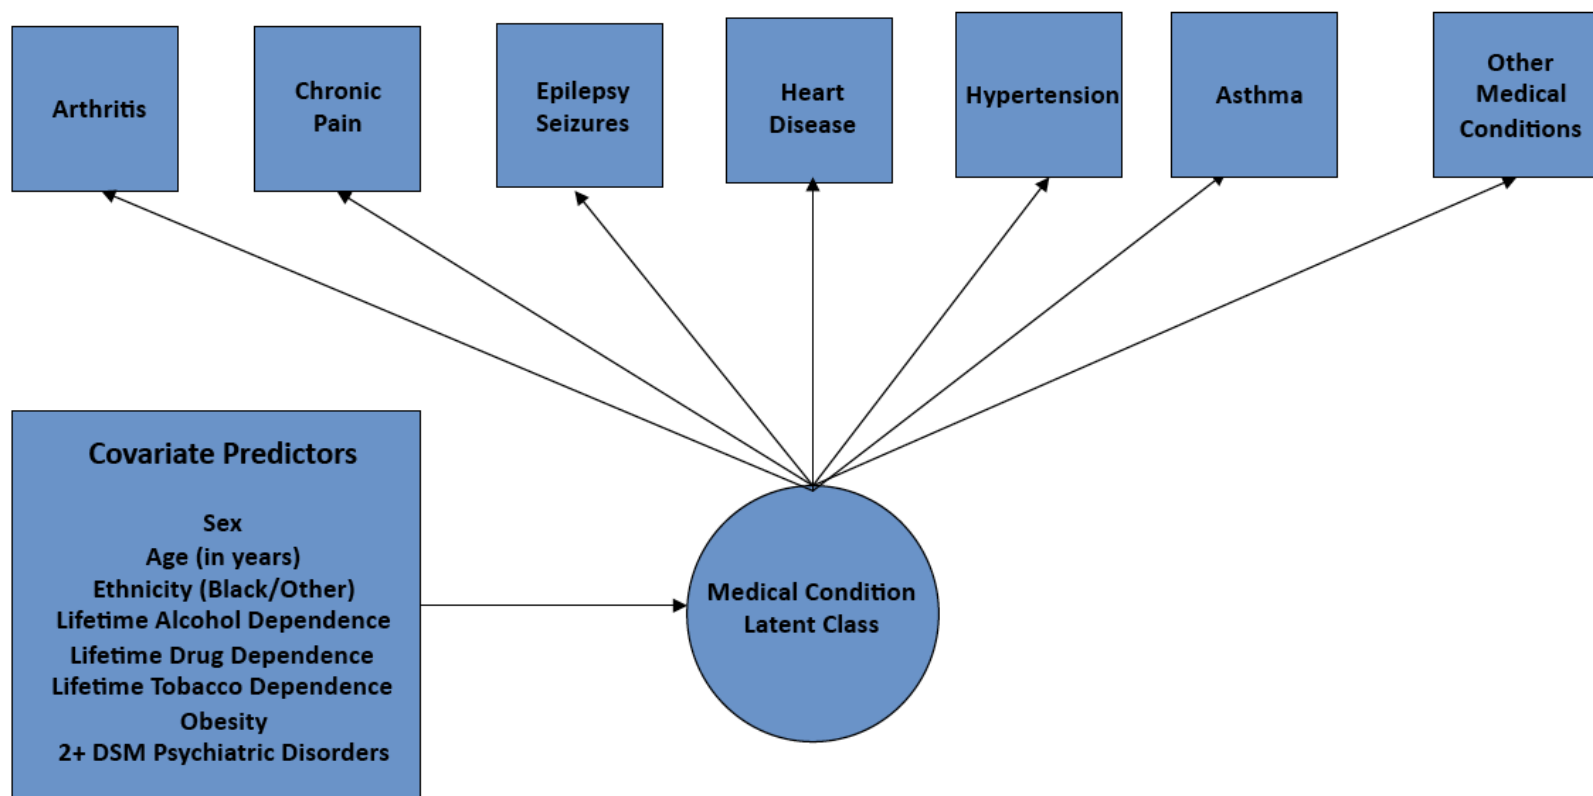 Arthritis
Chronic
Pain
Epilepsy
Seizures
Heart
Disease
Hypertension
Asthma
Other
Medical
Conditions
Covariate Predictors
Sex
Age (in years)
Ethnicity (Black/Other)
Lifetime Alcohol Dependence
Lifetime Drug Dependence
Lifetime Tobacco Dependence
Obesity
2+ DSM Psychiatric Disorders
Medical Condition
Latent Class